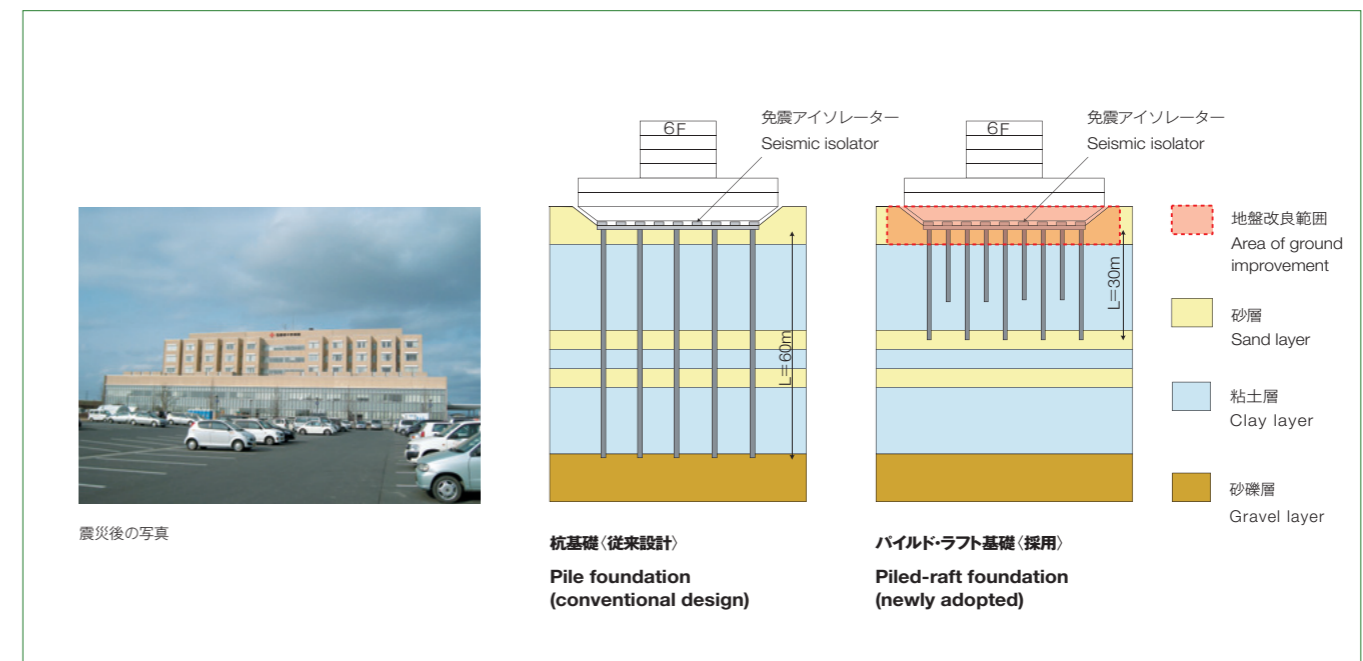 震災後の写真
6F
免震アイソレーター
Seismic isolator
L=60m
杭基礎〈従来設計〉
Pile foundation
(conventional design)
6F
免震アイソレーター
Seismic isolator
L=30m
パイルド・ラフト基礎〈採用〉
Piled-raft foundation
(newly adopted)
地盤改良範囲
Area of ground
improvement
砂層
Sand layer
粘土層
Clay layer
砂礫層
Gravel layer